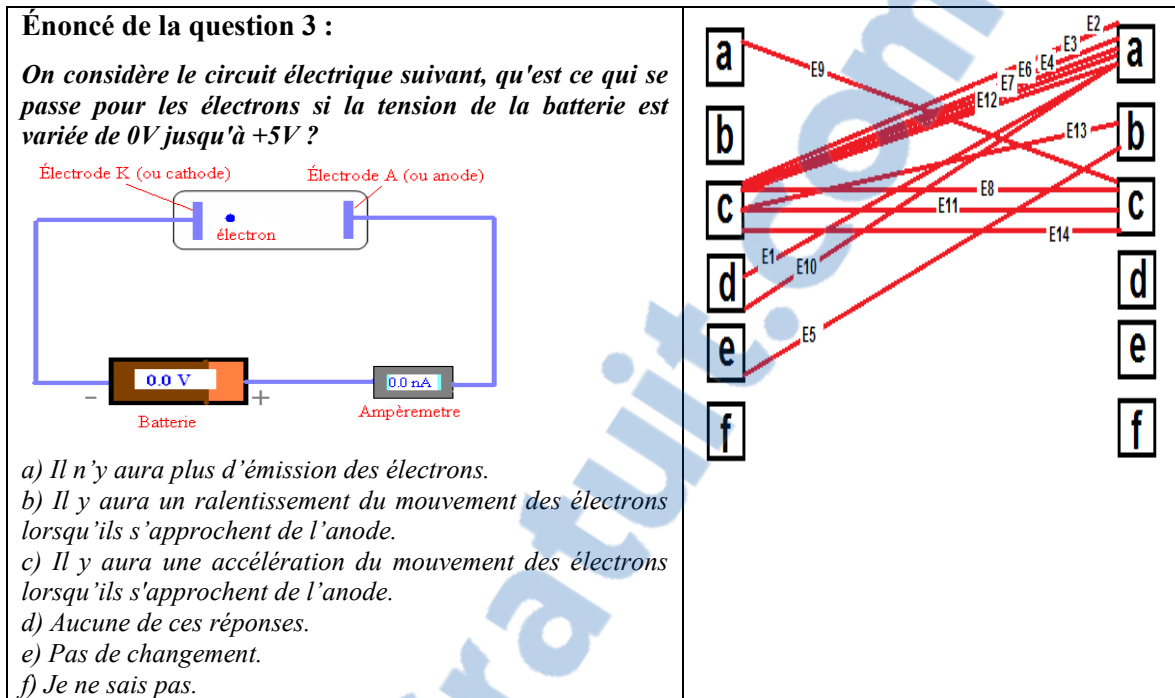 Énoncé de la question 3 :
On considère le circuit électrique suivant, qu'est ce qui se
passe pour les électrons si la tension de la batterie est
variée de 0V jusqu'à +5V ?
Électrode K (ou cathode)
Électrode A (ou anode)
électron
0.0 V
0.0 nA
− +
Ampèremetre
Batterie
a) Il n’y aura plus d’émission des électrons.
b) Il y aura un ralentissement du mouvement des électrons
lorsqu’ils s’approchent de l’anode.
c) Il y aura une accélération du mouvement des électrons
lorsqu’ils s'approchent de l’anode.
d) Aucune de ces réponses.
e) Pas de changement.
f) Je ne sais pas.
E2
a E3 a
E9 E6 E4
E7
E12
b E13 b
c E8 c
E11
E14
E1
d E10 d
e E5 e
f f
ratuit.com